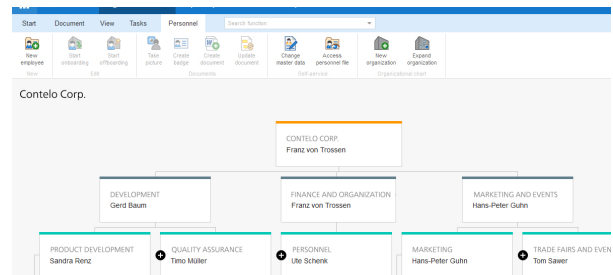 Start Document View Tasks Personnel Search function
New employee Start onboarding Start offboarding Take picture Create badge Create document Update document Change master data Access personnel file New organization Expand organization
New Edit Documents Self-service Organizational chart
Contelo Corp.
CONTELO CORP.
Franz von Trossen
DEVELOPMENT FINANCE AND ORGANIZATION MARKETING AND EVENTS
Gerd Baum Franz von Trossen Hans-Peter Guhn
PRODUCT DEVELOPMENT QUALITY ASSURANCE PERSONNEL MARKETING TRADE FAIRS AND EVEN
Sandra Renz Timo Müller Ute Schenk Hans-Peter Guhn Tom Sawer